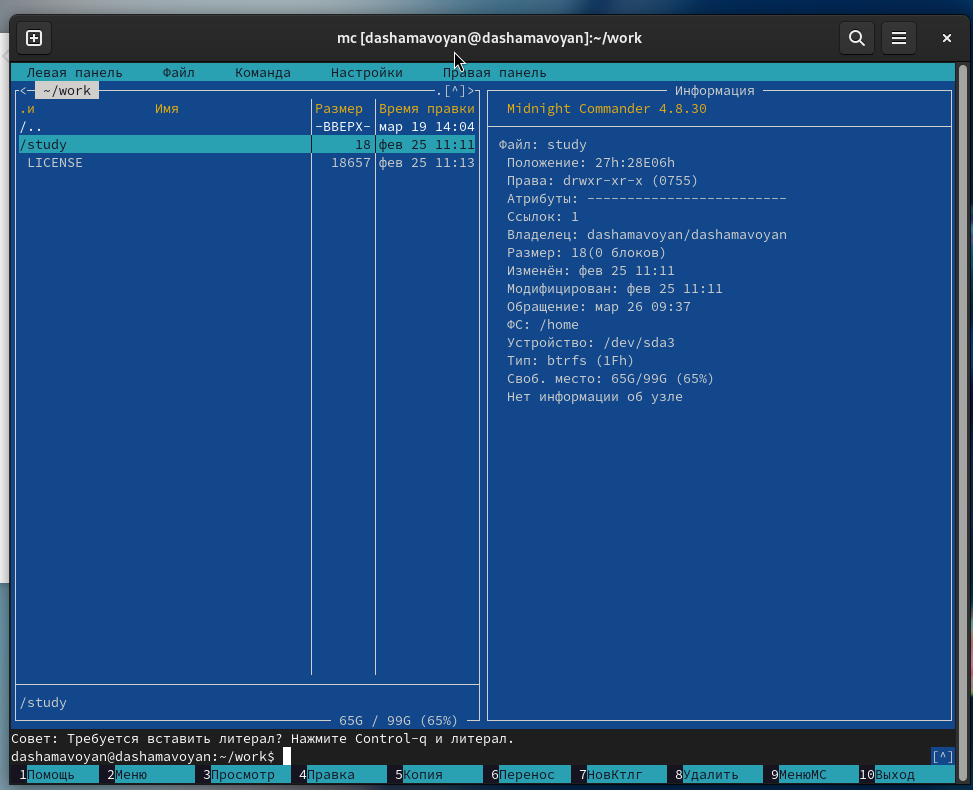 mc [dashamavoyan@dashamavoyan]:~/work
Левая панель Файл Команда Настройки Правая панель
<- ~/work .[^]>
.и Имя Размер Время правки
/.. -ВВЕРХ- мар 19 14:04
/study 18 фев 25 11:11
LICENSE 18657 фев 25 11:13
/study
65G / 99G (65%)
Информация
Midnight Commander 4.8.30
Файл: study
Положение: 27h:28E06h
Права: drwxr-xr-x (0755)
Атрибуты: -------------------------
Ссылок: 1
Владелец: dashamavoyan/dashamavoyan
Размер: 18(0 блоков)
Изменён: фев 25 11:11
Модифицирован: фев 25 11:11
Обращение: мар 26 09:37
ФС: /home
Устройство: /dev/sda3
Тип: btrfs (1Fh)
Своб. место: 65G/99G (65%)
Нет информации об узле
Совет: Требуется вставить литерал? Нажмите Control-q и литерал.
dashamavoyan@dashamavoyan:~/work$ [^]
1Помощь 2Меню 3Просмотр 4Правка 5Копия 6Перенос 7НовКтлг 8Удалить 9МенюМС 10Выход